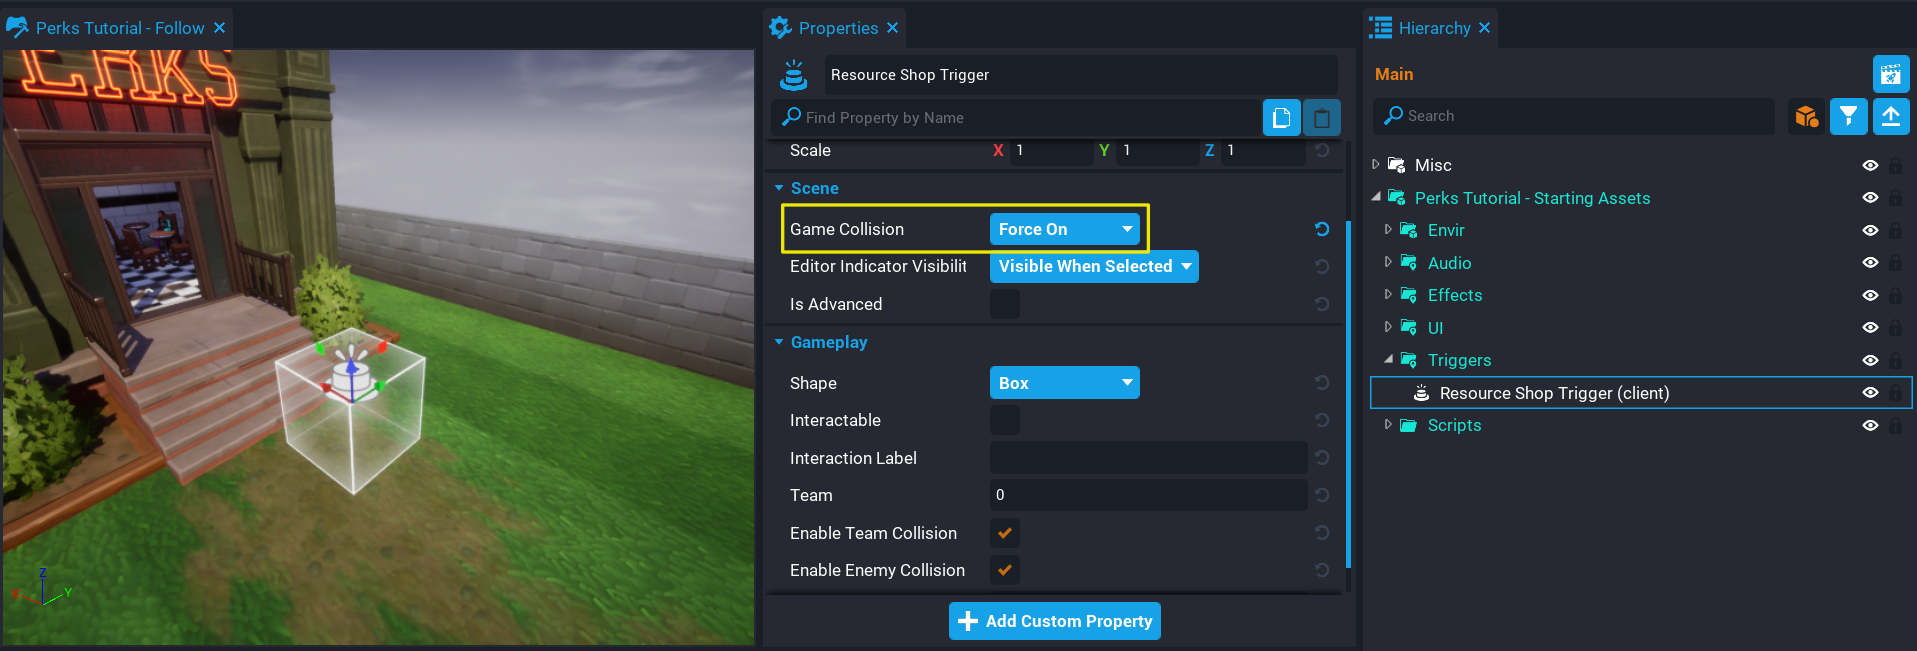 Perks Tutorial - Follow
ERKS
Z
X
Y
Properties
Resource Shop Trigger
Find Property by Name
Scale X 1 Y 1 Z 1
Scene
Game Collision Force On
Editor Indicator Visibilit Visible When Selected
Is Advanced
Gameplay
Shape Box
Interactable
Interaction Label
Team 0
Enable Team Collision
Enable Enemy Collision
Add Custom Property
Hierarchy
Main
Search
Misc
Perks Tutorial - Starting Assets
Envir
Audio
Effects
UI
Triggers
Resource Shop Trigger (client)
Scripts